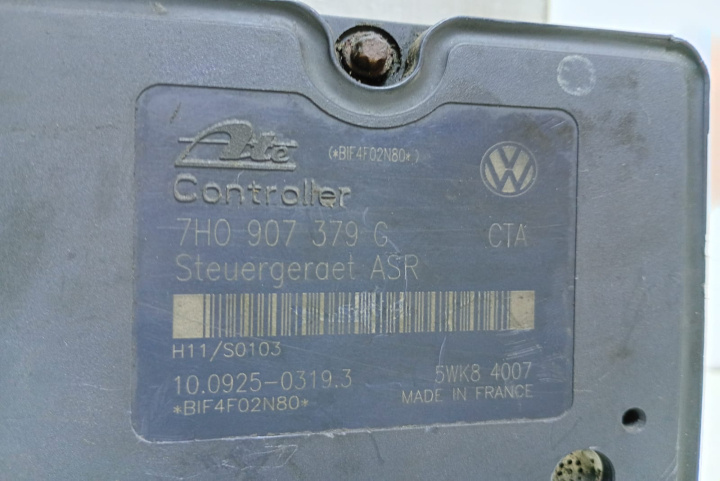 Ate (*BIF4F02N80*)
Controller
7H0 907 379 G CTA
Steuergeraet ASR
H11/S0103
10.0925-0319.3 5WK8 4007
*BIF4F02N80* MADE IN FRANCE